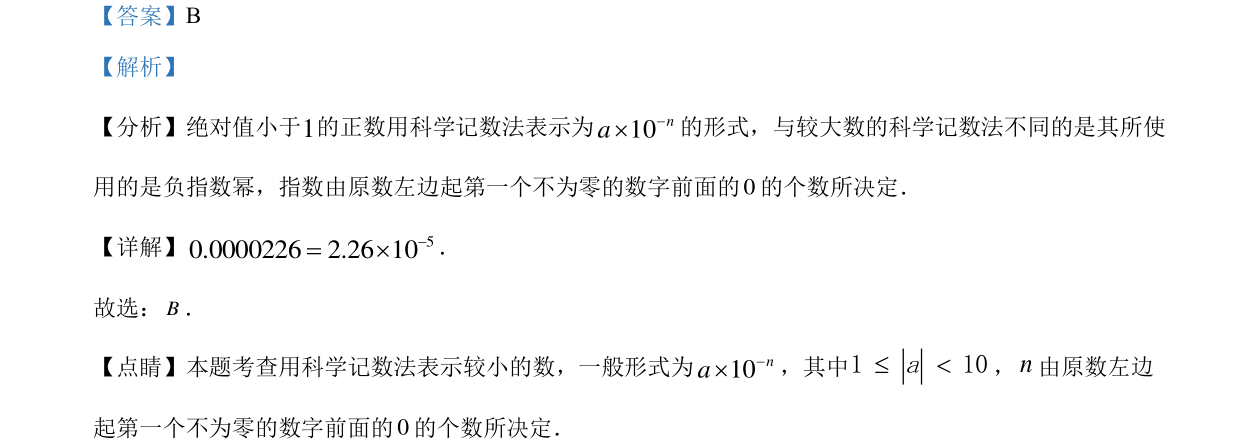 【答案】B
【解析】
【分析】绝对值小于1的正数用科学记数法表示为a×10⁻ⁿ的形式，与较大数的科学记数法不同的是其所使
用的是负指数幂，指数由原数左边起第一个不为零的数字前面的0的个数所决定．
【详解】0.0000226=2.26×10⁻⁵．
故选：B．
【点睛】本题考查用科学记数法表示较小的数，一般形式为a×10⁻ⁿ，其中1 ≤ |a| < 10，n由原数左边
起第一个不为零的数字前面的0的个数所决定．